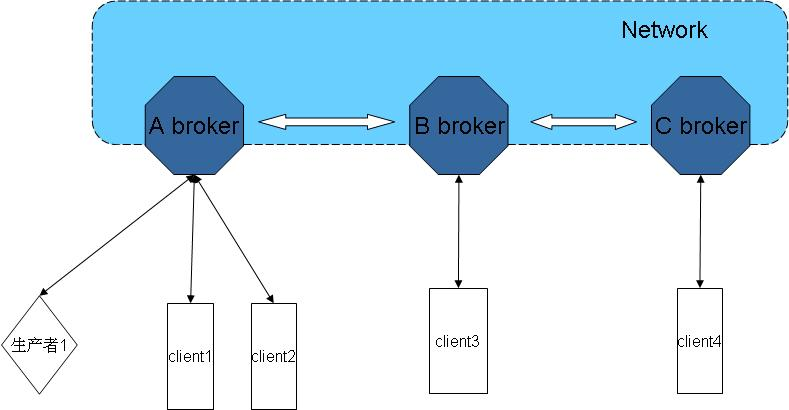 Network
A broker
B broker
C broker
生产者1
client1
client2
client3
client4